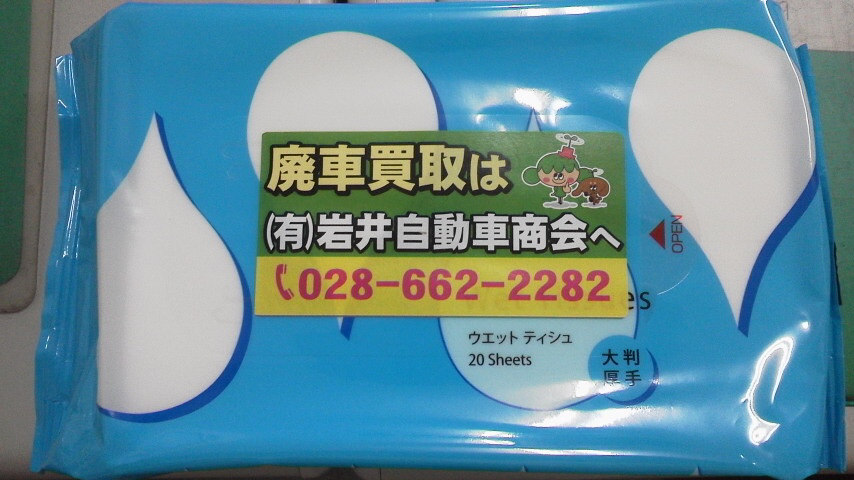 廃車買取は
(有)岩井自動車商会へ
028-662-2282
OPEN
es
ウエット ティシュ
20 Sheets
大判
厚手